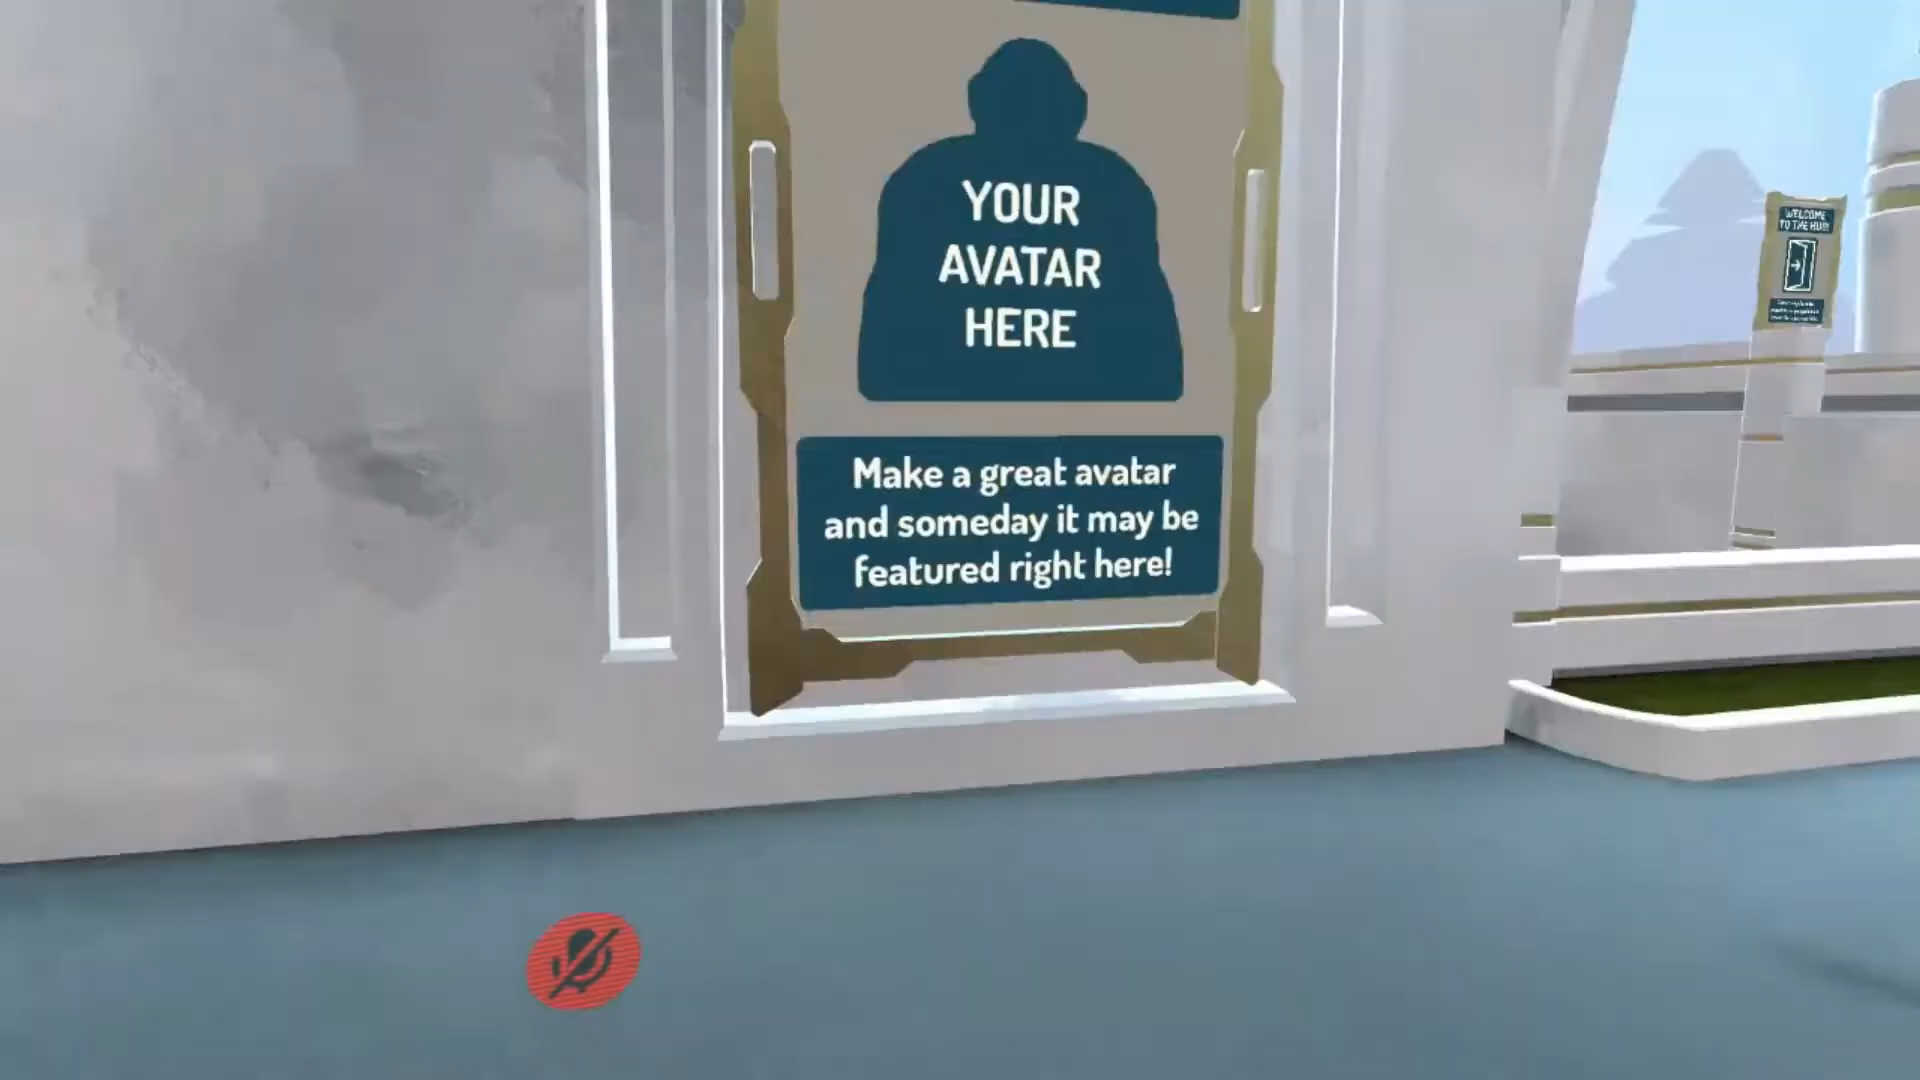 YOUR
AVATAR
HERE
Make a great avatar
and someday it may be
featured right here!
WELCOME
TO THE HUB!